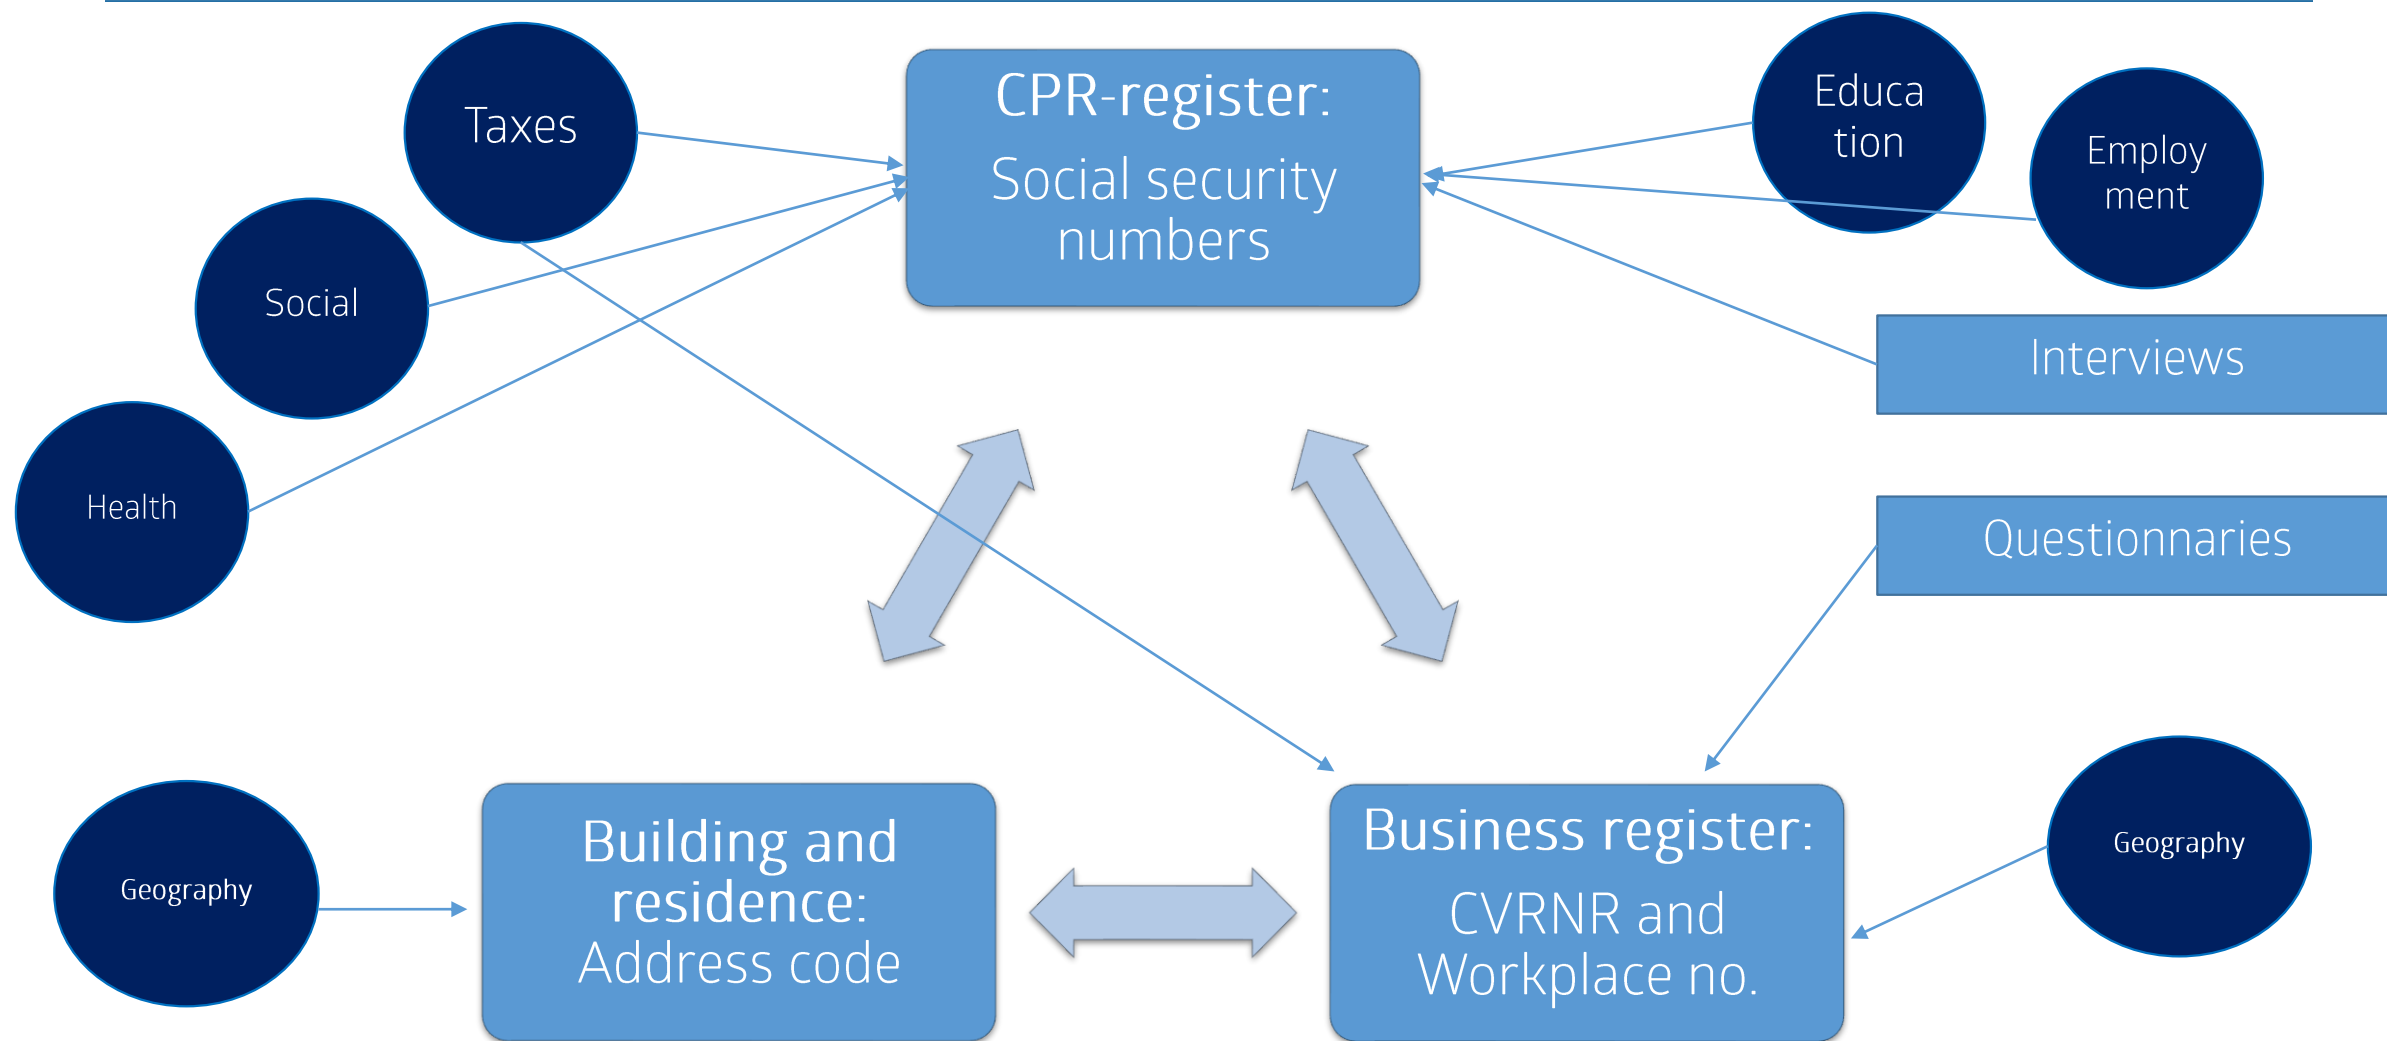 Taxes
CPR-register:
Social security
numbers
Educa
tion
Employ
ment
Social
Interviews
Health
Questionnaries
Geography
Building and
residence:
Address code
Business register:
CVRNR and
Workplace no.
Geography